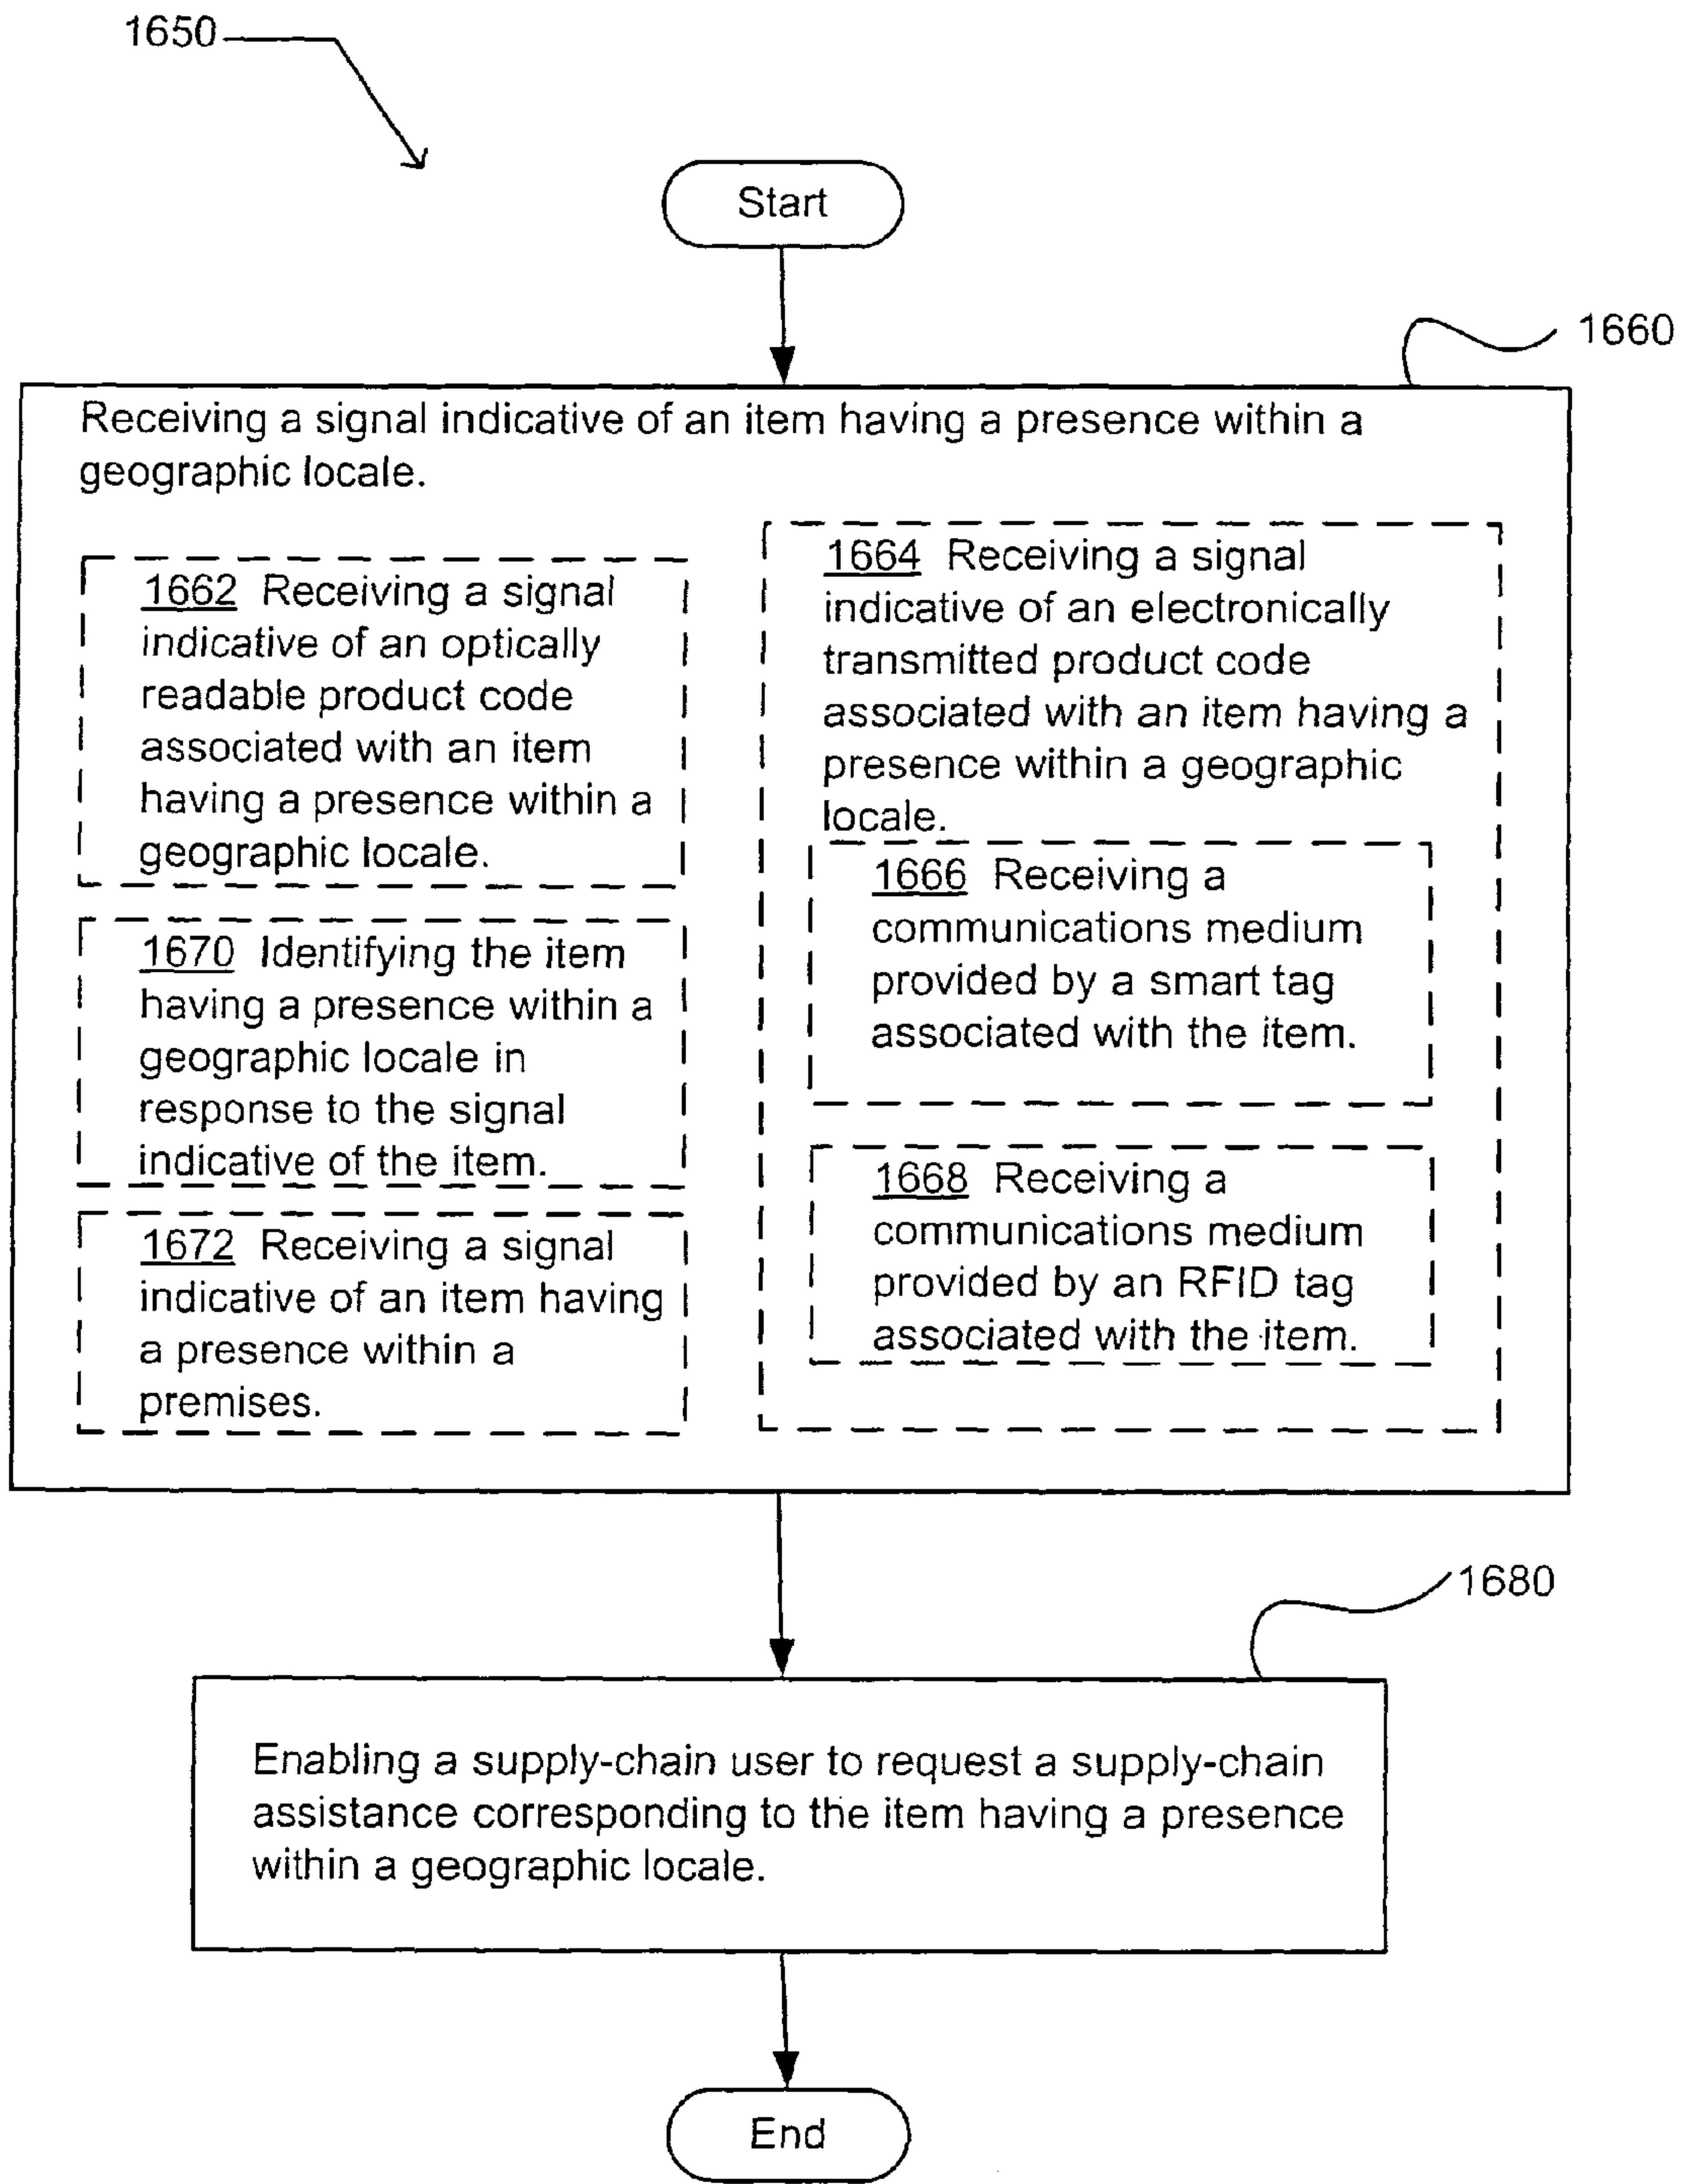 1650
Start
1660
Receiving a signal indicative of an item having a presence within a
geographic locale.
1662 Receiving a signal
indicative of an optically
readable product code
associated with an item
having a presence within a
geographic locale.
1670 Identifying the item
having a presence within a
geographic locale in
response to the signal
indicative of the item.
1672 Receiving a signal
indicative of an item having
a presence within a
premises.
1664 Receiving a signal
indicative of an electronically
transmitted product code
associated with an item having a
presence within a geographic
locale.
1666 Receiving a
communications medium
provided by a smart tag
associated with the item.
1668 Receiving a
communications medium
provided by an RFID tag
associated with the item.
1680
Enabling a supply-chain user to request a supply-chain
assistance corresponding to the item having a presence
within a geographic locale.
End